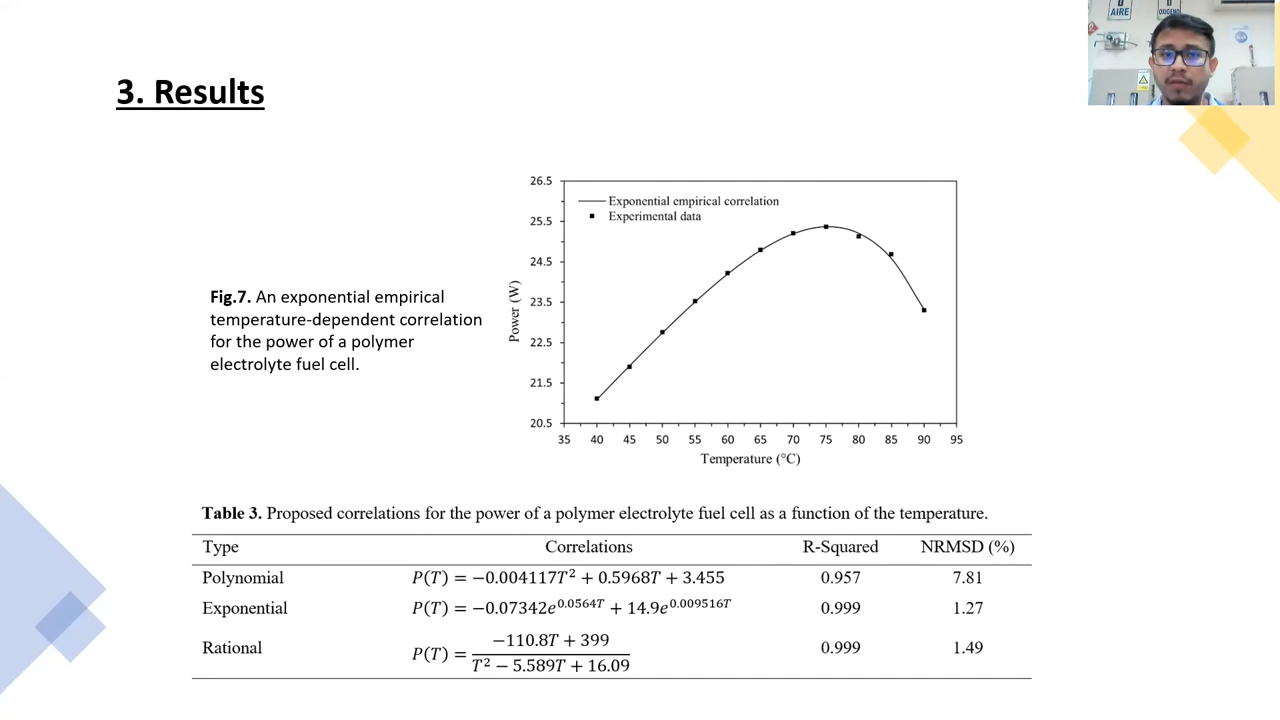 AIRE
OXIGENO
3. Results
26.5
25.5
24.5
23.5
22.5
21.5
20.5
Power (W)
Exponential empirical correlation
Experimental data
35 40 45 50 55 60 65 70 75 80 85 90 95
Temperature (°C)
Fig.7. An exponential empirical
temperature-dependent correlation
for the power of a polymer
electrolyte fuel cell.
Table 3. Proposed correlations for the power of a polymer electrolyte fuel cell as a function of the temperature.
Type Correlations R-Squared NRMSD (%)
Polynomial P(T) = −0.004117T² + 0.5968T + 3.455 0.957 7.81
Exponential P(T) = −0.07342e^0.0564T + 14.9e^0.009516T 0.999 1.27
Rational P(T) = (−110.8T + 399)/(T² − 5.589T + 16.09) 0.999 1.49